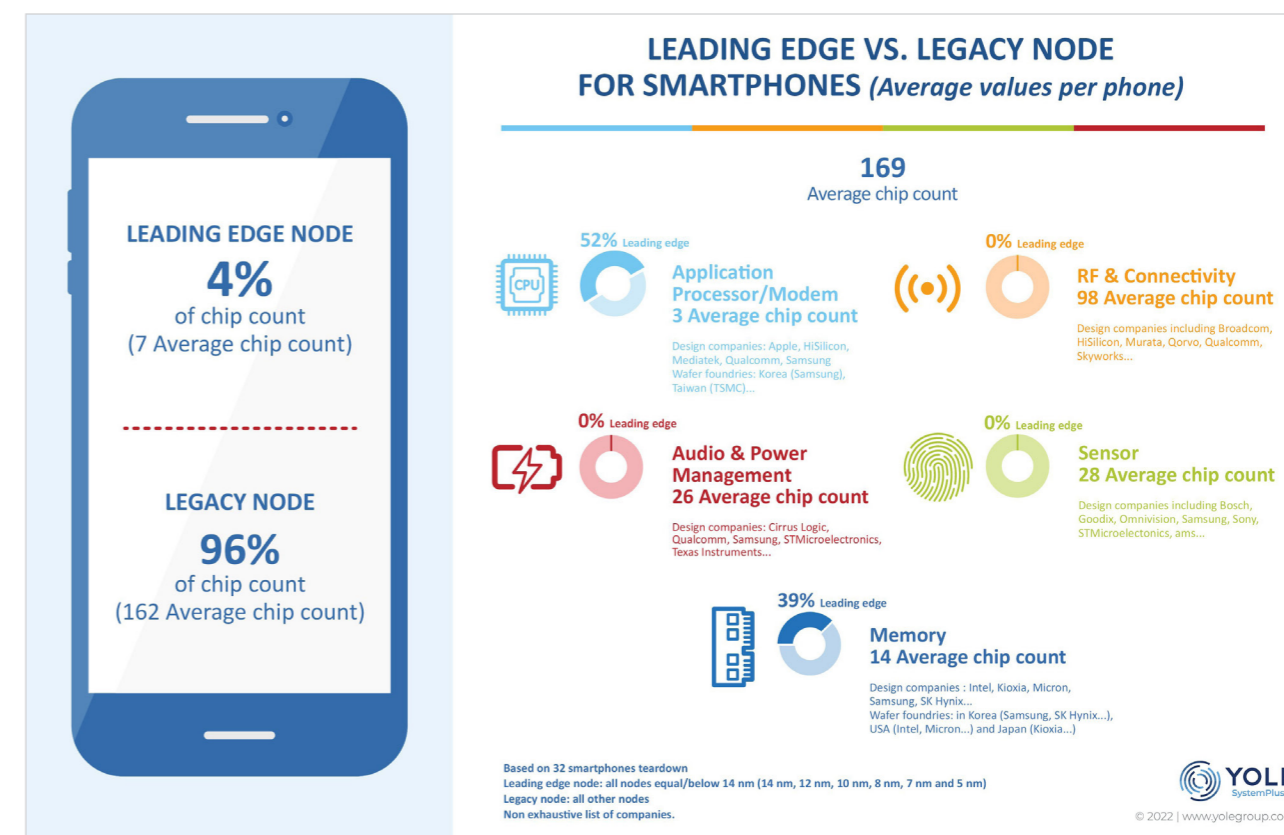 LEADING EDGE VS. LEGACY NODE
FOR SMARTPHONES (Average values per phone)
LEADING EDGE NODE
4%
of chip count
(7 Average chip count)
LEGACY NODE
96%
of chip count
(162 Average chip count)
169
Average chip count
52% Leading edge
CPU
Application
Processor/Modem
3 Average chip count
Design companies: Apple, HiSilicon,
Mediatek, Qualcomm, Samsung
Wafer foundries: Korea (Samsung),
Taiwan (TSMC)...
0% Leading edge
RF & Connectivity
98 Average chip count
Design companies including Broadcom,
HiSilicon, Murata, Qorvo, Qualcomm,
Skyworks...
0% Leading edge
Audio & Power
Management
26 Average chip count
Design companies: Cirrus Logic,
Qualcomm, Samsung, STMicroelectronics,
Texas Instruments...
0% Leading edge
Sensor
28 Average chip count
Design companies including Bosch,
Goodix, Omnivision, Samsung, Sony,
STMicroelectonics, ams...
39% Leading edge
Memory
14 Average chip count
Design companies : Intel, Kioxia, Micron,
Samsung, SK Hynix...
Wafer foundries: in Korea (Samsung, SK Hynix...),
USA (Intel, Micron...) and Japan (Kioxia...)
Based on 32 smartphones teardown
Leading edge node: all nodes equal/below 14 nm (14 nm, 12 nm, 10 nm, 8 nm, 7 nm and 5 nm)
Legacy node: all other nodes
Non exhaustive list of companies.
SystemPlus
© 2022 | www.yolegroup.co